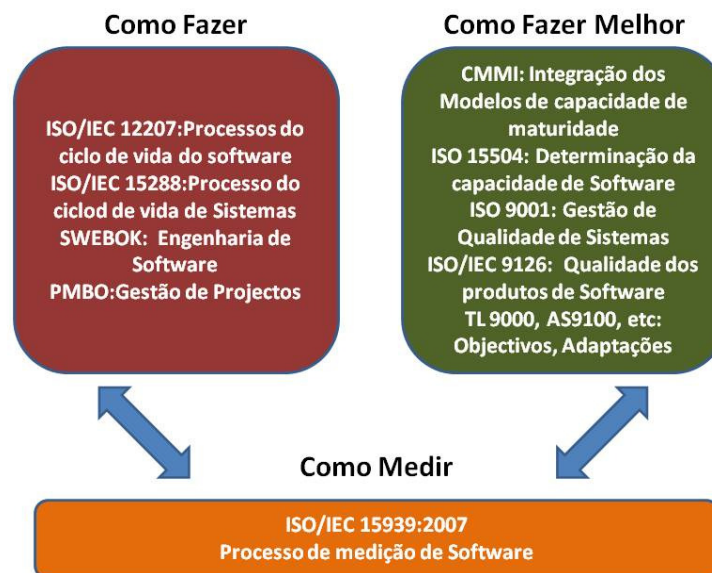 Como Fazer
ISO/IEC 12207:Processos do
ciclo de vida do software
ISO/IEC 15288:Processo do
ciclod de vida de Sistemas
SWEBOK:  Engenharia de
Software
PMBO:Gestão de Projectos
Como Fazer Melhor
CMMI: Integração dos
Modelos de capacidade de
maturidade
ISO 15504: Determinação da
capacidade de Software
ISO 9001: Gestão de
Qualidade de Sistemas
ISO/IEC 9126:  Qualidade dos
produtos de Software
TL 9000, AS9100, etc:
Objectivos, Adaptações
Como Medir
ISO/IEC 15939:2007
Processo de medição de Software